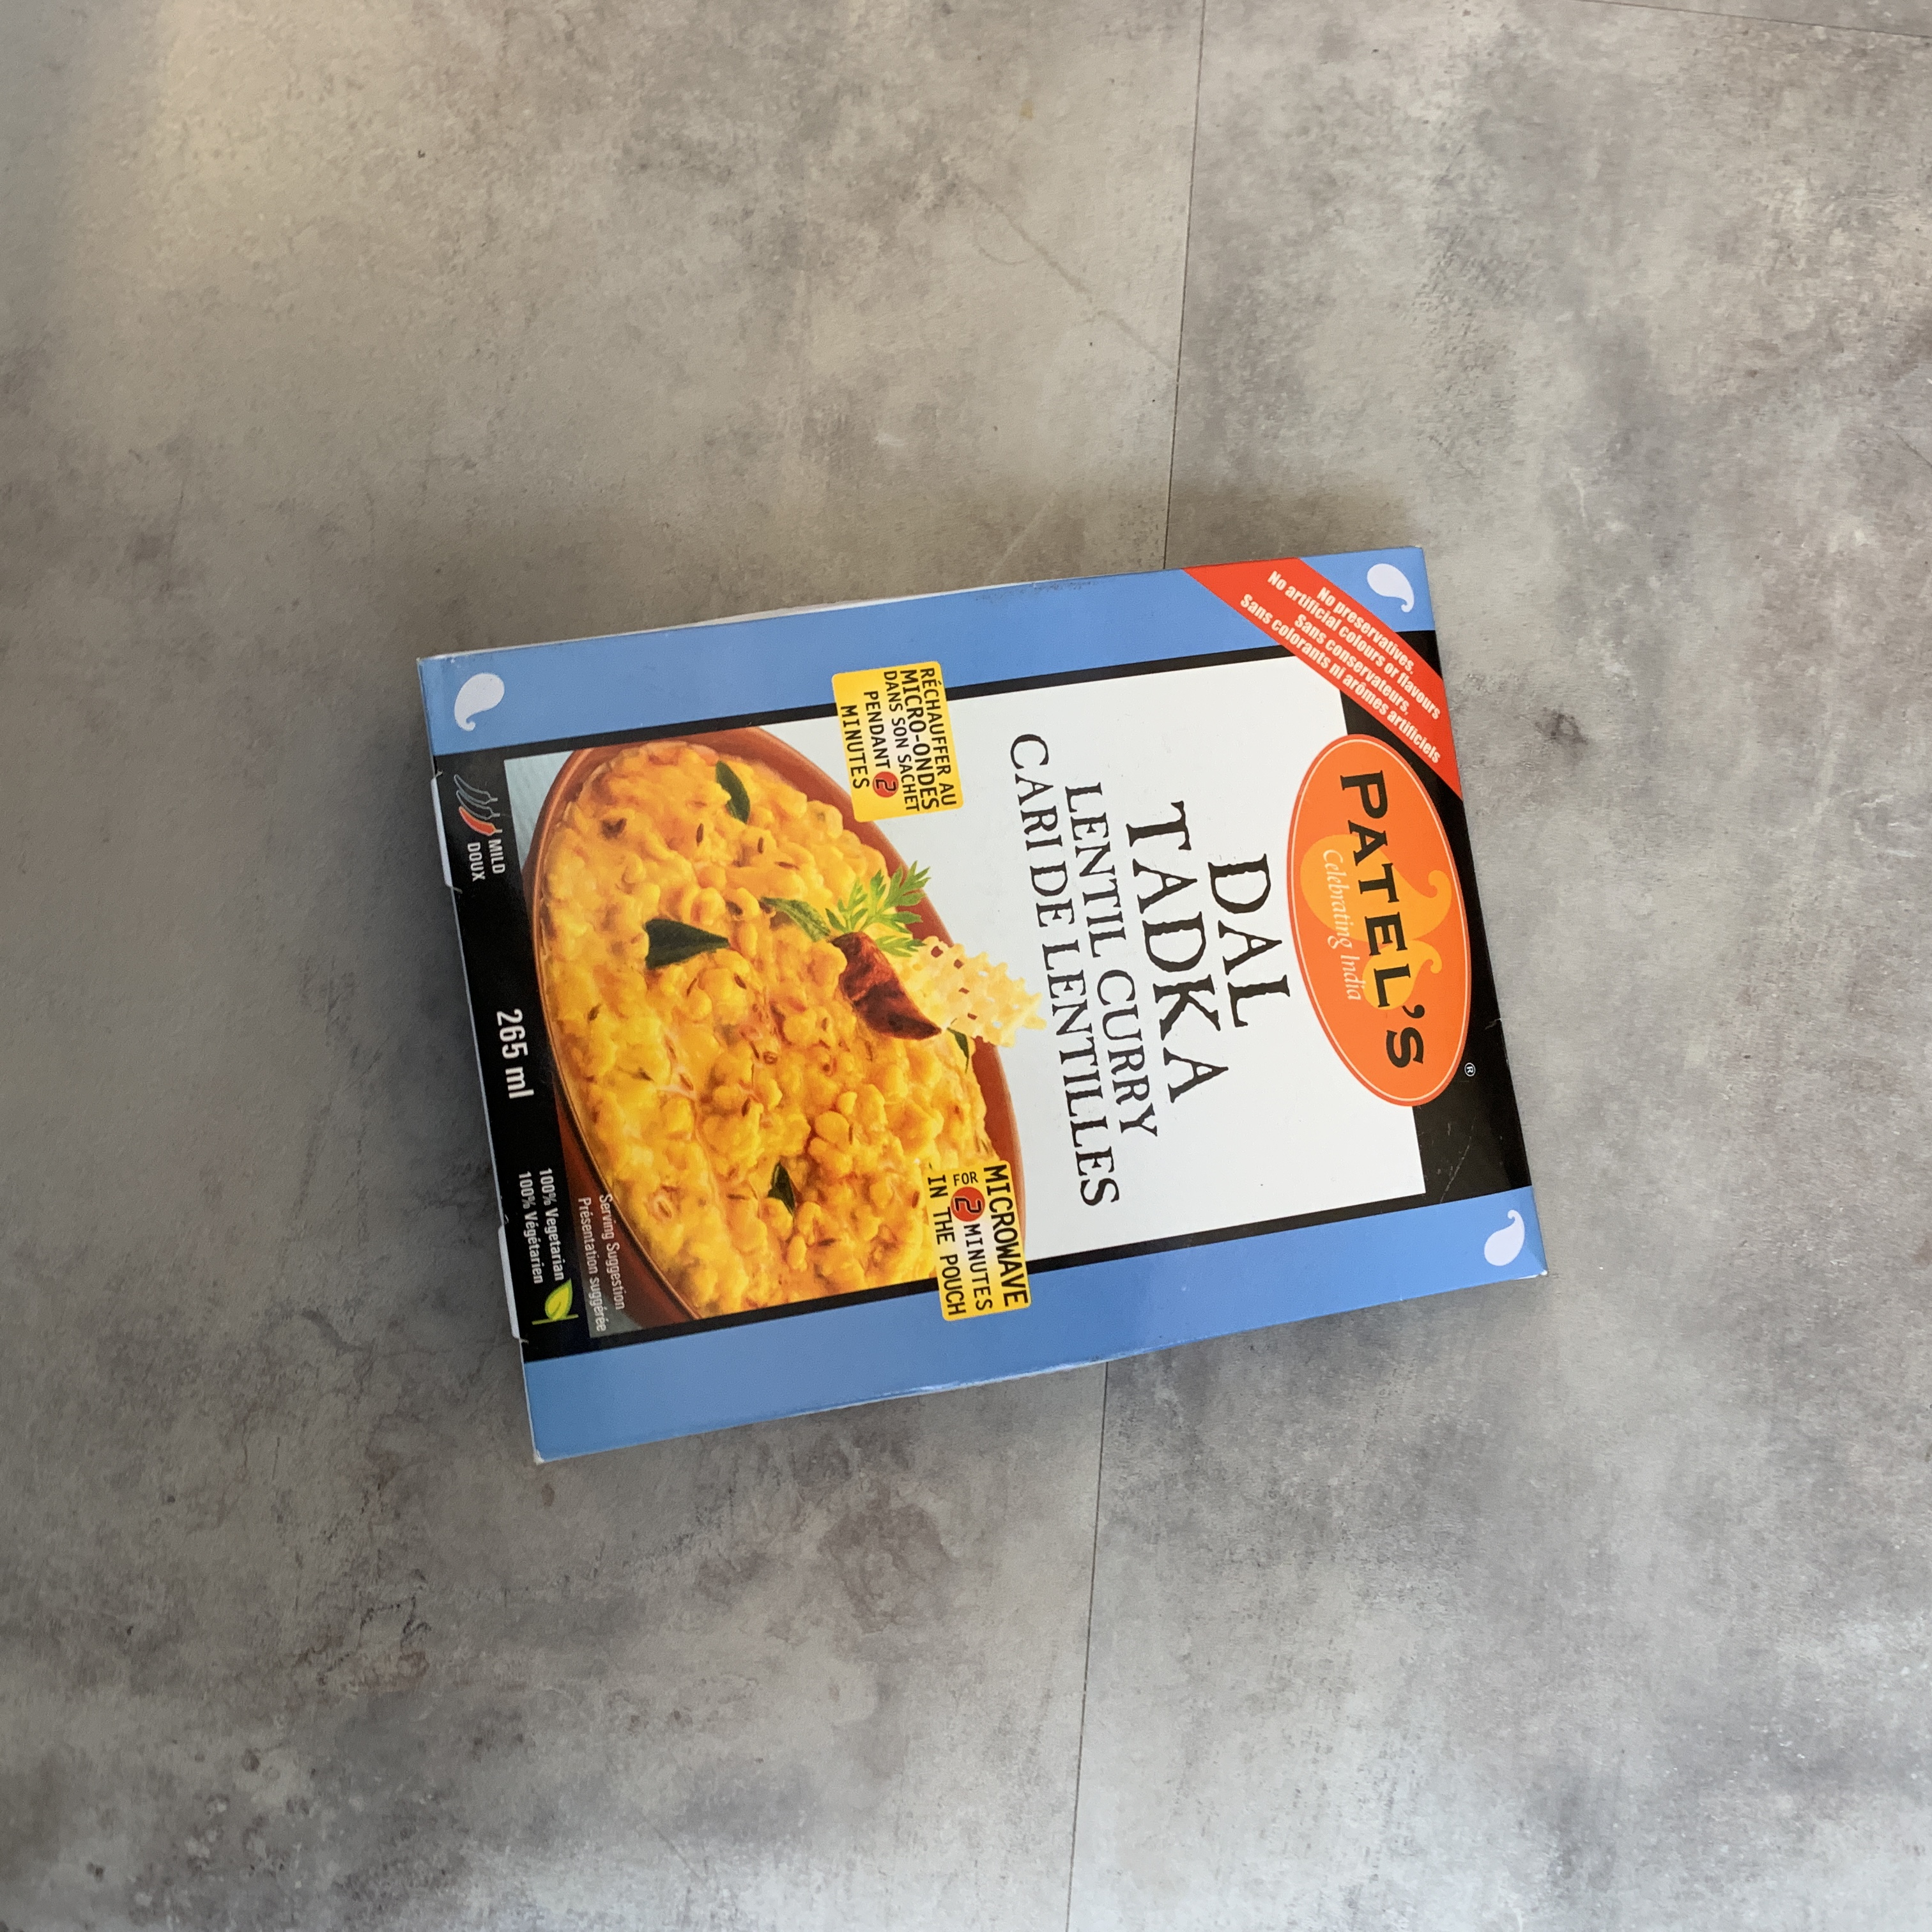 No preservatives,
No artificial colours or flavours
Sans conservateurs,
Sans colorants ni arômes artificiels
PATEL'S
Celebrating India
®
DAL
TADKA
LENTIL CURRY
CARI DE LENTILLES
RÉCHAUFFER AU
MICRO-ONDES
DANS SON SACHET
PENDANT 2
MINUTES
MICROWAVE
FOR 2 MINUTES
IN THE POUCH
Serving Suggestion
Présentation suggérée
MILD
DOUX
265 ml
100% Vegetarian
100% Végétarien